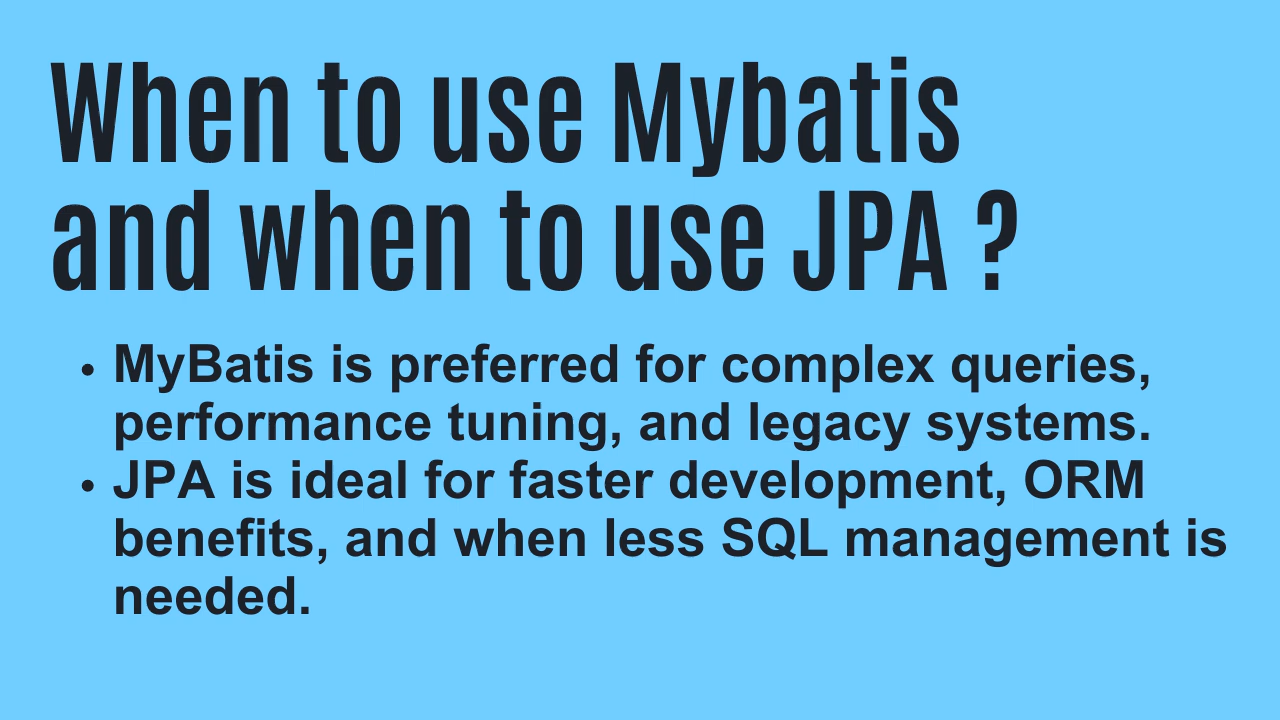 When to use Mybatis
and when to use JPA ?
• MyBatis is preferred for complex queries,
performance tuning, and legacy systems.
• JPA is ideal for faster development, ORM
benefits, and when less SQL management is
needed.